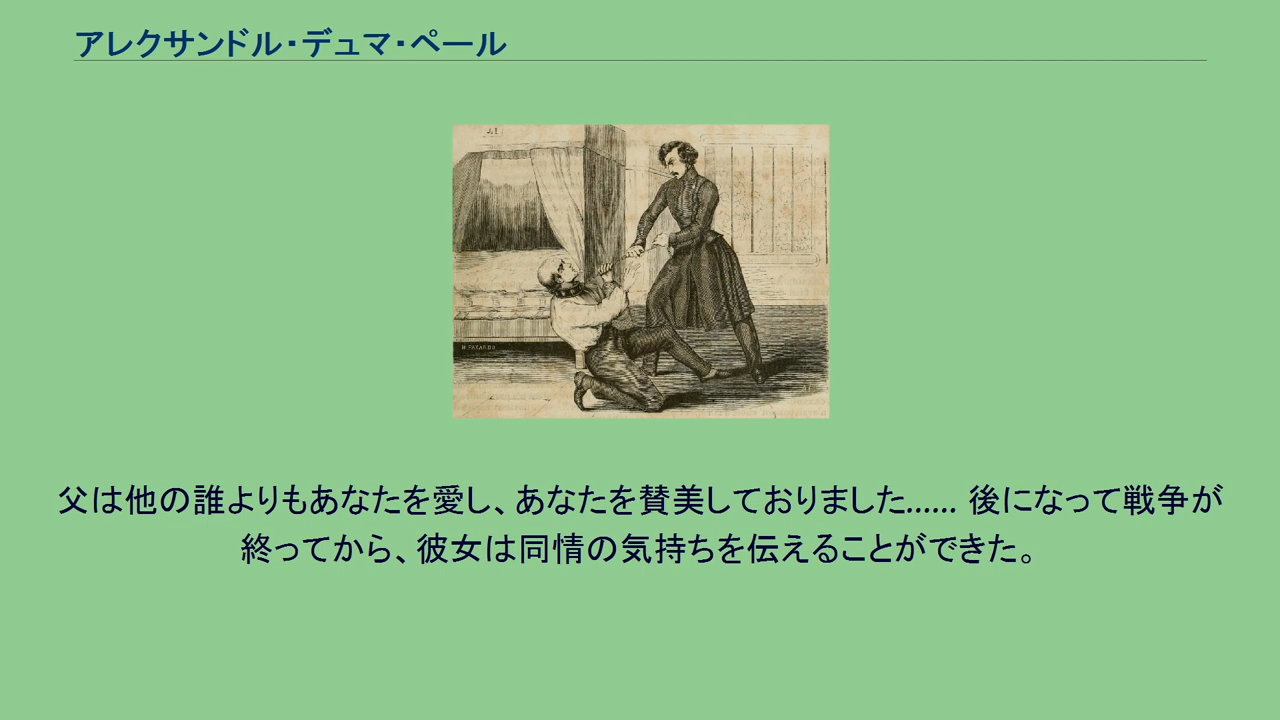 アレクサンドル・デュマ・ペール
H FATARDO
父は他の誰よりもあなたを愛し、あなたを賛美しておりました...... 後になって戦争が
終ってから、彼女は同情の気持ちを伝えることができた。